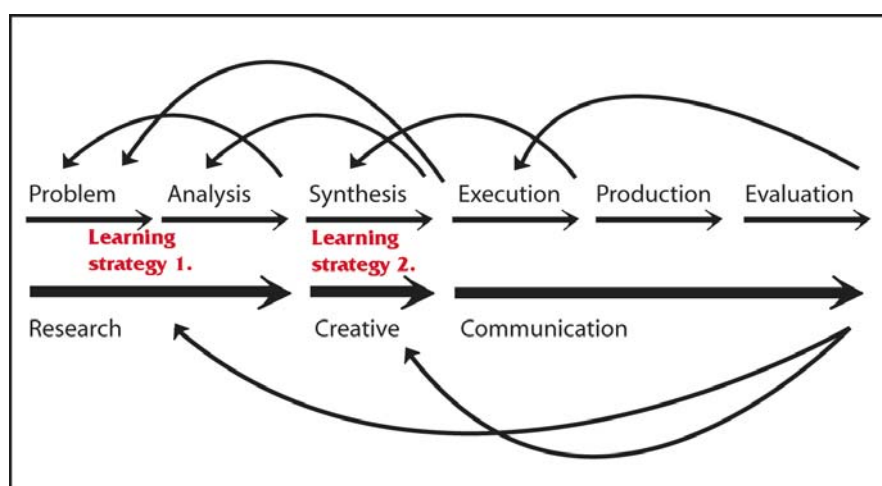 Problem Analysis Synthesis Execution Production Evaluation
Learning
strategy 1.
Learning
strategy 2.
Research Creative Communication